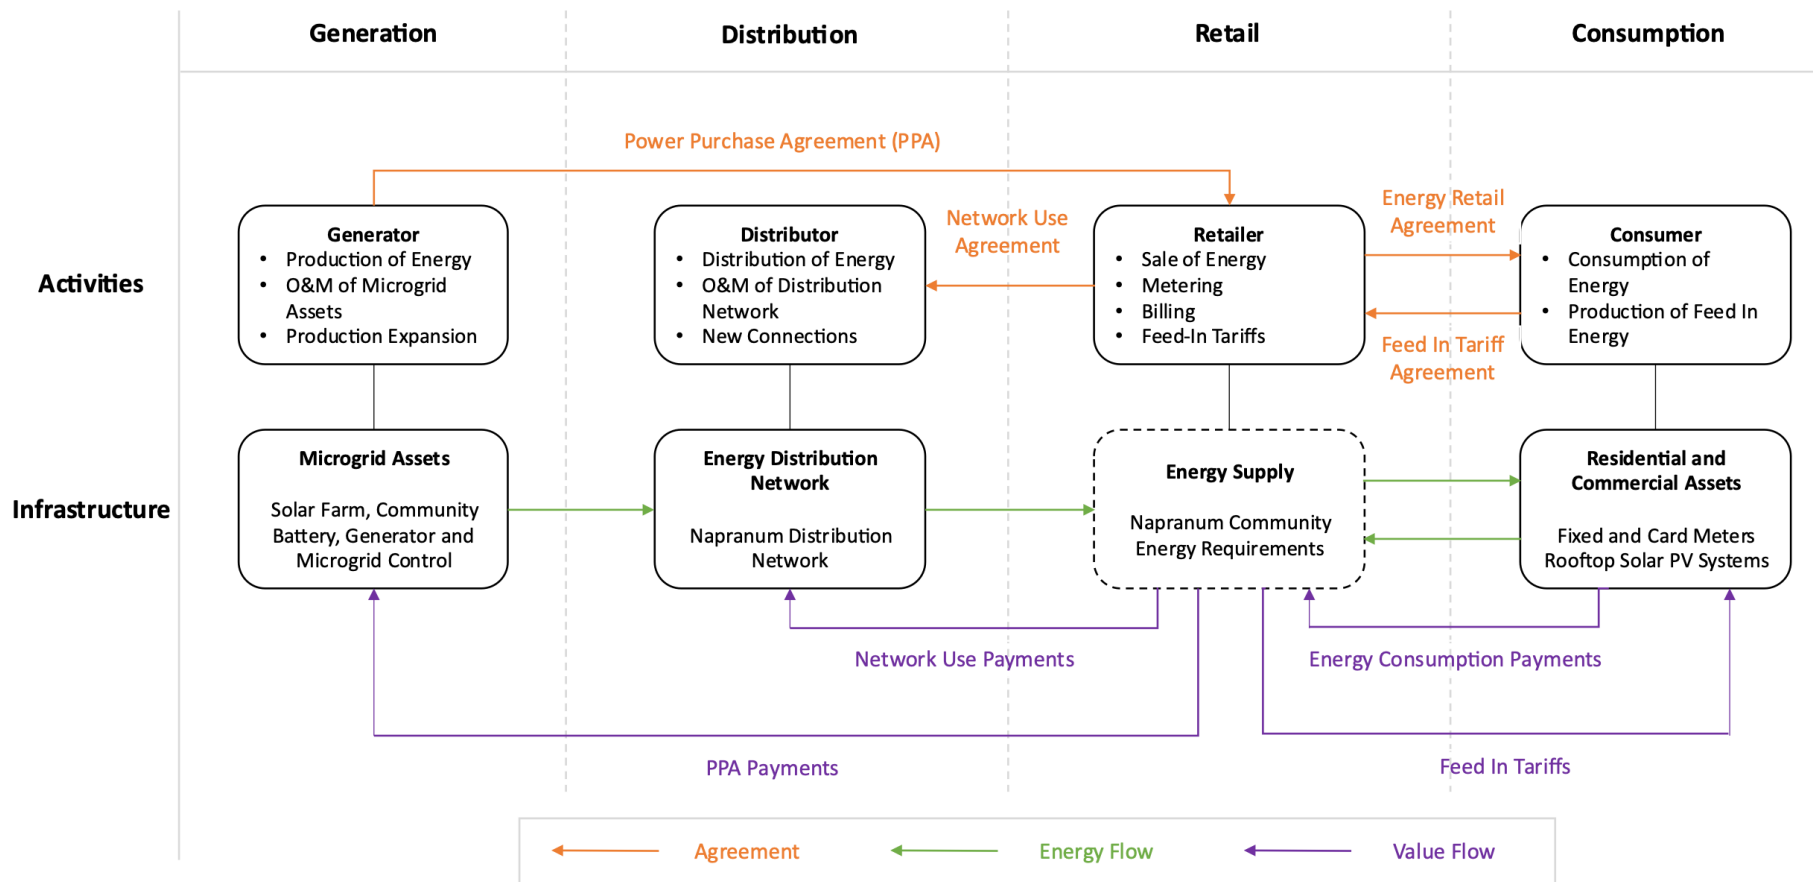 Generation
Distribution
Retail
Consumption
Power Purchase Agreement (PPA)
Activities
Generator
• Production of Energy
• O&M of Microgrid
Assets
• Production Expansion
Distributor
• Distribution of Energy
• O&M of Distribution
Network
• New Connections
Network Use
Agreement
Retailer
• Sale of Energy
• Metering
• Billing
• Feed-In Tariffs
Energy Retail
Agreement
Feed In Tariff
Agreement
Consumer
• Consumption of
Energy
• Production of Feed In
Energy
Infrastructure
Microgrid Assets
Solar Farm, Community
Battery, Generator and
Microgrid Control
Energy Distribution
Network
Napranum Distribution
Network
Energy Supply
Napranum Community
Energy Requirements
Residential and
Commercial Assets
Fixed and Card Meters
Rooftop Solar PV Systems
Network Use Payments
Energy Consumption Payments
PPA Payments
Feed In Tariffs
Agreement
Energy Flow
Value Flow